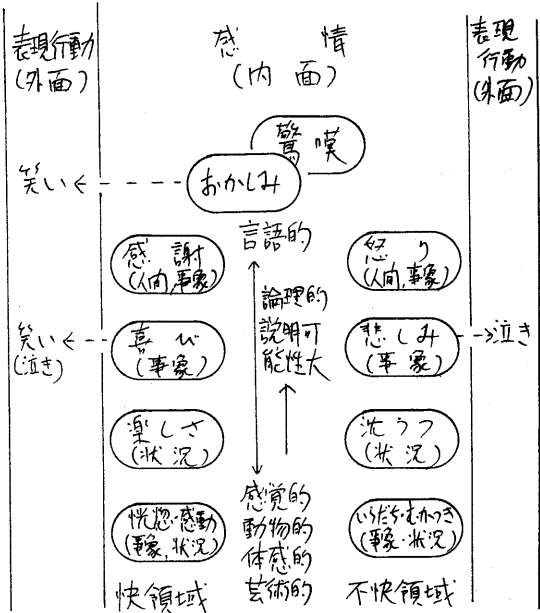 表現行動
(外面)
感情
(内面)
表現
行動
(外面)
驚嘆
笑い
おかしみ
言語的
感謝
(人間,事象)
怒り
(人間,事象)
論理的
説明可
能性大
笑い
(泣き)
喜び
(事象)
悲しみ
(事象)
泣き
楽しさ
(状況)
沈うつ
(状況)
感覚的
動物的
体感的
芸術的
恍惚・感動
(事象,状況)
いらだち・むかつき
(事象・状況)
快領域
不快領域